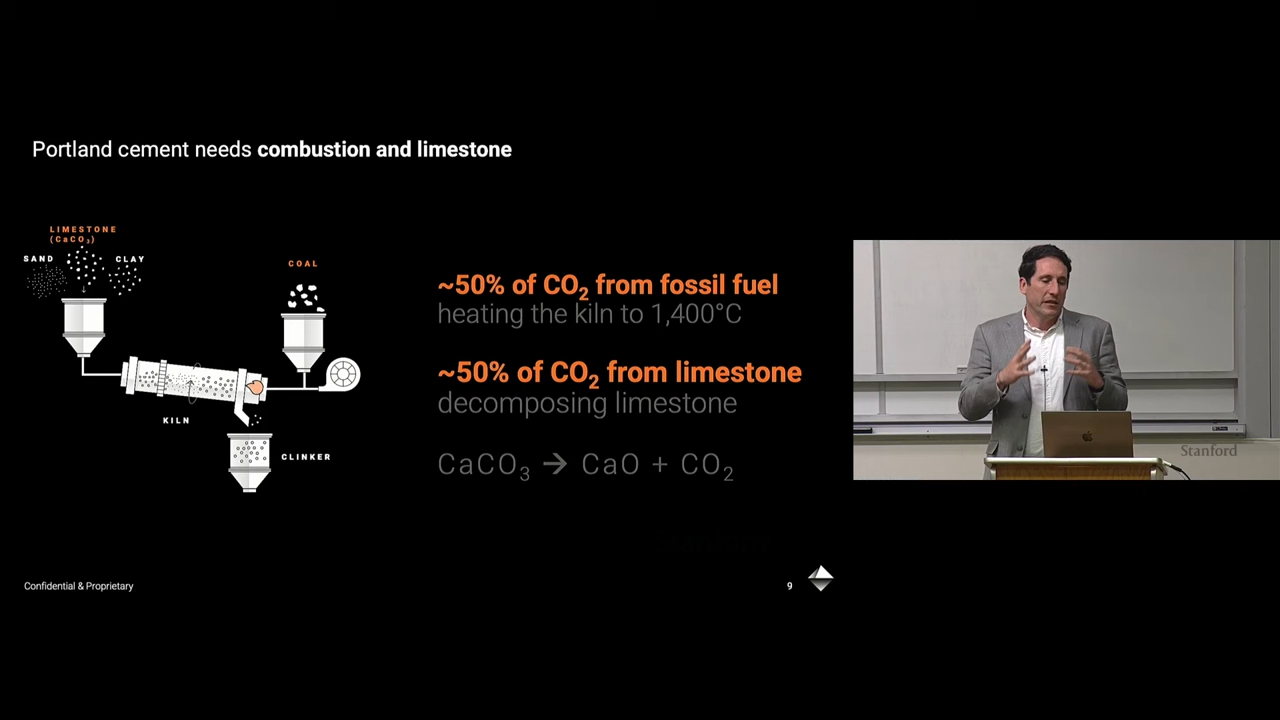 Portland cement needs combustion and limestone
LIMESTONE
(CaCO₃)
SAND
CLAY
COAL
KILN
CLINKER
~50% of CO₂ from fossil fuel
heating the kiln to 1,400°C
~50% of CO₂ from limestone
decomposing limestone
CaCO₃ → CaO + CO₂
Stanford
Confidential & Proprietary
9